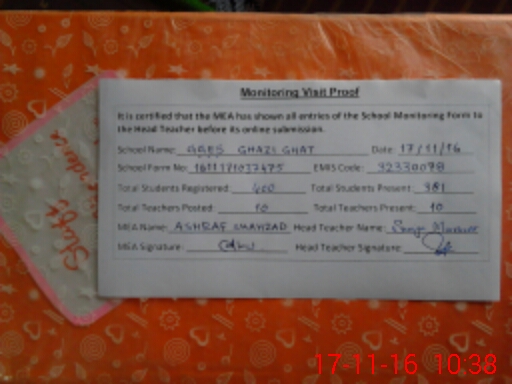 Monitoring Visit Proof
It is certified that the MEA has shown all entries of the School Monitoring Form to
the Head Teacher before its online submission.
School Name: GGES GHAZI GHAT Date: 17/11/16
School Form No: EMIS Code: 32330078
Total Students Registered: 400 Total Students Present: 381
Total Teachers Posted: 10 Total Teachers Present: 10
MEA Name: ASHRAF SHAHZAD Head Teacher Name:
MEA Signature: Head Teacher Signature:
Staff
17-11-16 10:38